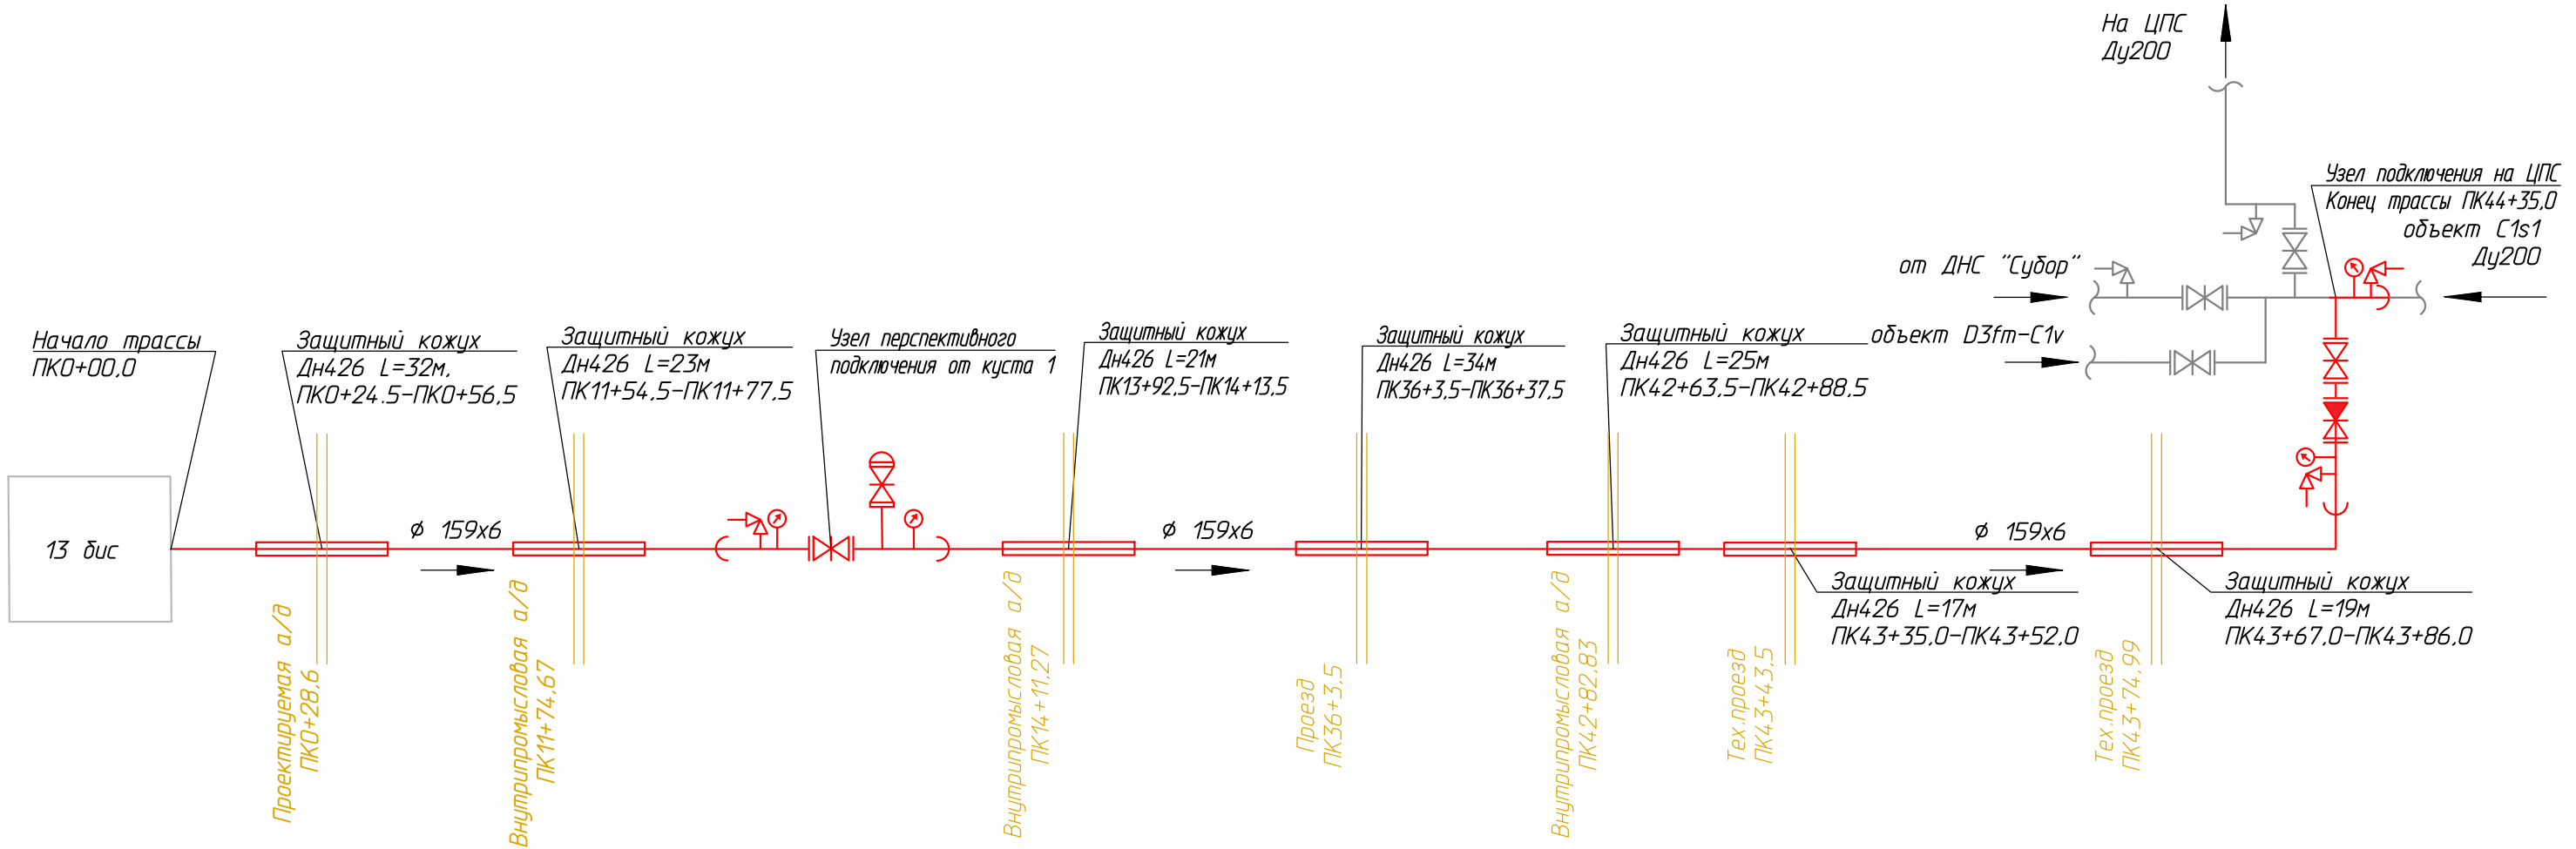 На ЦПС
Ду200
Узел подключения на ЦПС
Конец трассы ПК44+35,0
объект C1s1
Ду200
от ДНС "Субор"
объект D3fm-C1v
Начало трассы
ПК0+00,0
Защитный кожух
Дн426 L=32м,
ПК0+24.5-ПК0+56,5
Защитный кожух
Дн426 L=23м
ПК11+54,5-ПК11+77,5
Узел перспективного
подключения от куста 1
Защитный кожух
Дн426 L=21м
ПК13+92,5-ПК14+13,5
Защитный кожух
Дн426 L=34м
ПК36+3,5-ПК36+37,5
Защитный кожух
Дн426 L=25м
ПК42+63,5-ПК42+88,5
13 бис
ϕ 159х6
ϕ 159х6
ϕ 159х6
Защитный кожух
Дн426 L=17м
ПК43+35,0-ПК43+52,0
Защитный кожух
Дн426 L=19м
ПК43+67,0-ПК43+86,0
Проектируемая а/д
ПК0+28,6
Внутрипромысловая а/д
ПК11+74,67
Внутрипромысловая а/д
ПК14+11,27
Проезд
ПК36+3,5
Внутрипромысловая а/д
ПК42+82,83
Тех.проезд
ПК43+43,5
Тех.проезд
ПК43+74,99